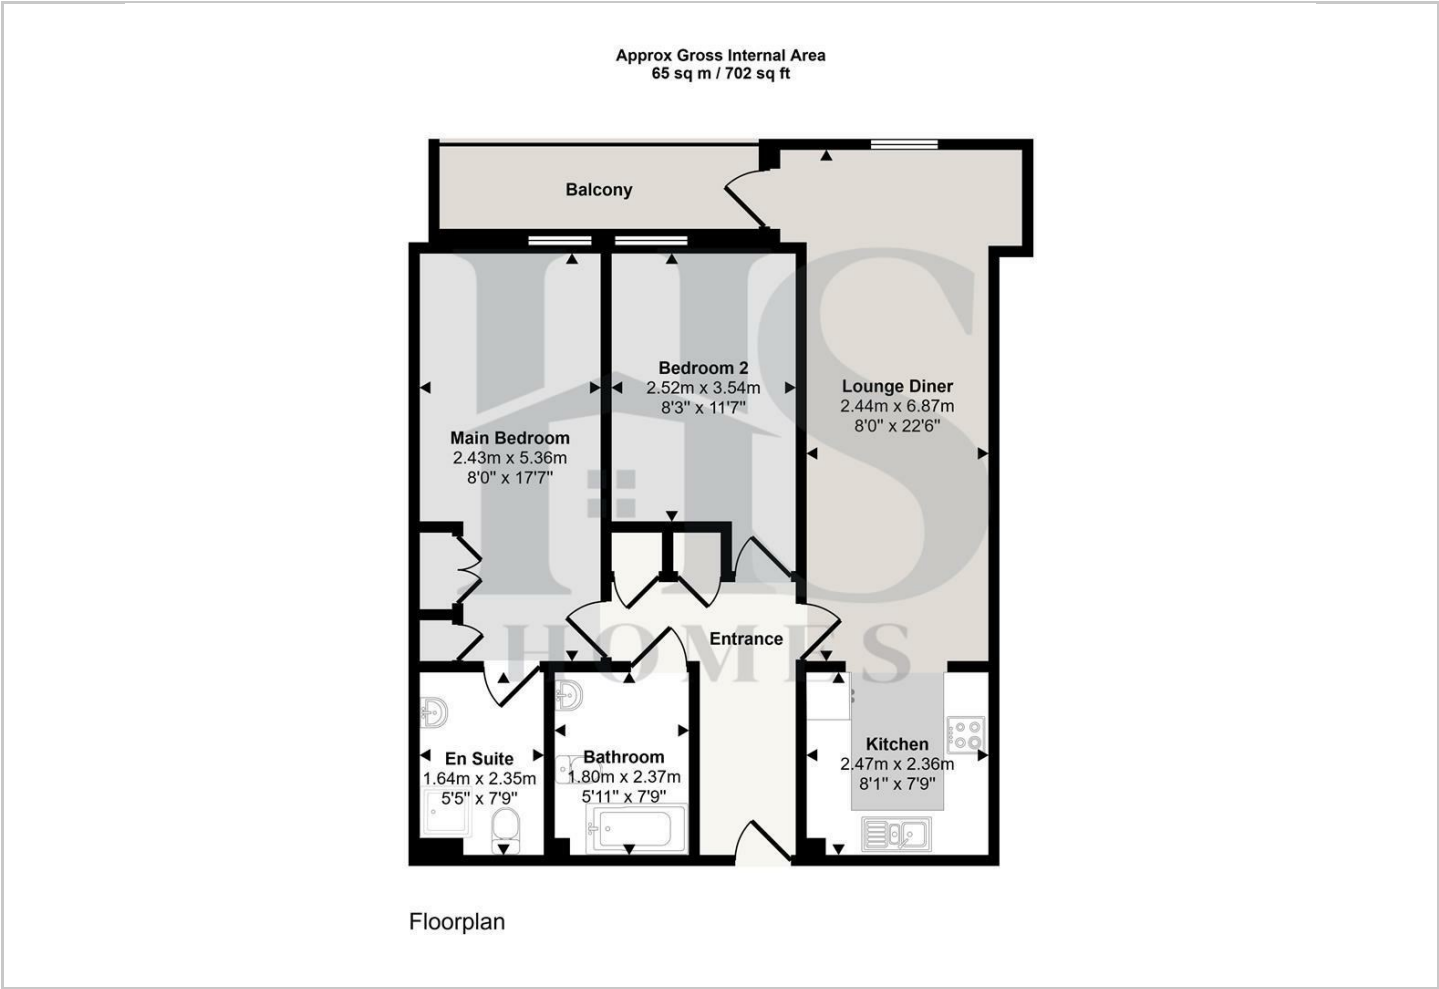 Approx Gross Internal Area
65 sq m / 702 sq ft
Balcony
Bedroom 2
2.52m x 3.54m
8'3" x 11'7"
Lounge Diner
2.44m x 6.87m
8'0" x 22'6"
Main Bedroom
2.43m x 5.36m
8'0" x 17'7"
HS
HOMES
Entrance
En Suite
1.64m x 2.35m
5'5" x 7'9"
Bathroom
1.80m x 2.37m
5'11" x 7'9"
Kitchen
2.47m x 2.36m
8'1" x 7'9"
Floorplan